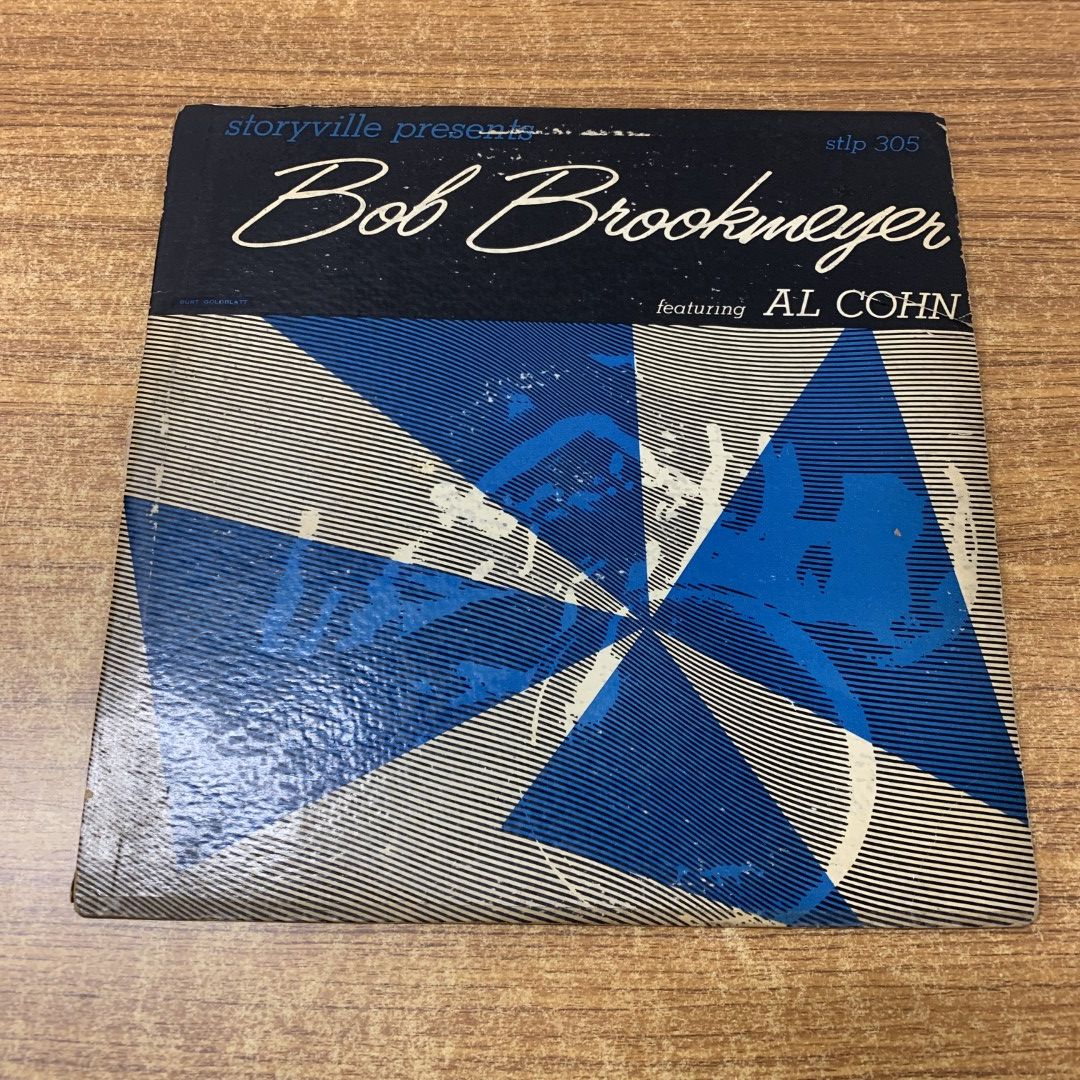 storyville presents
stlp 305
Bob Brookmeyer
BURT GOLDBLATT
featuring AL COHN